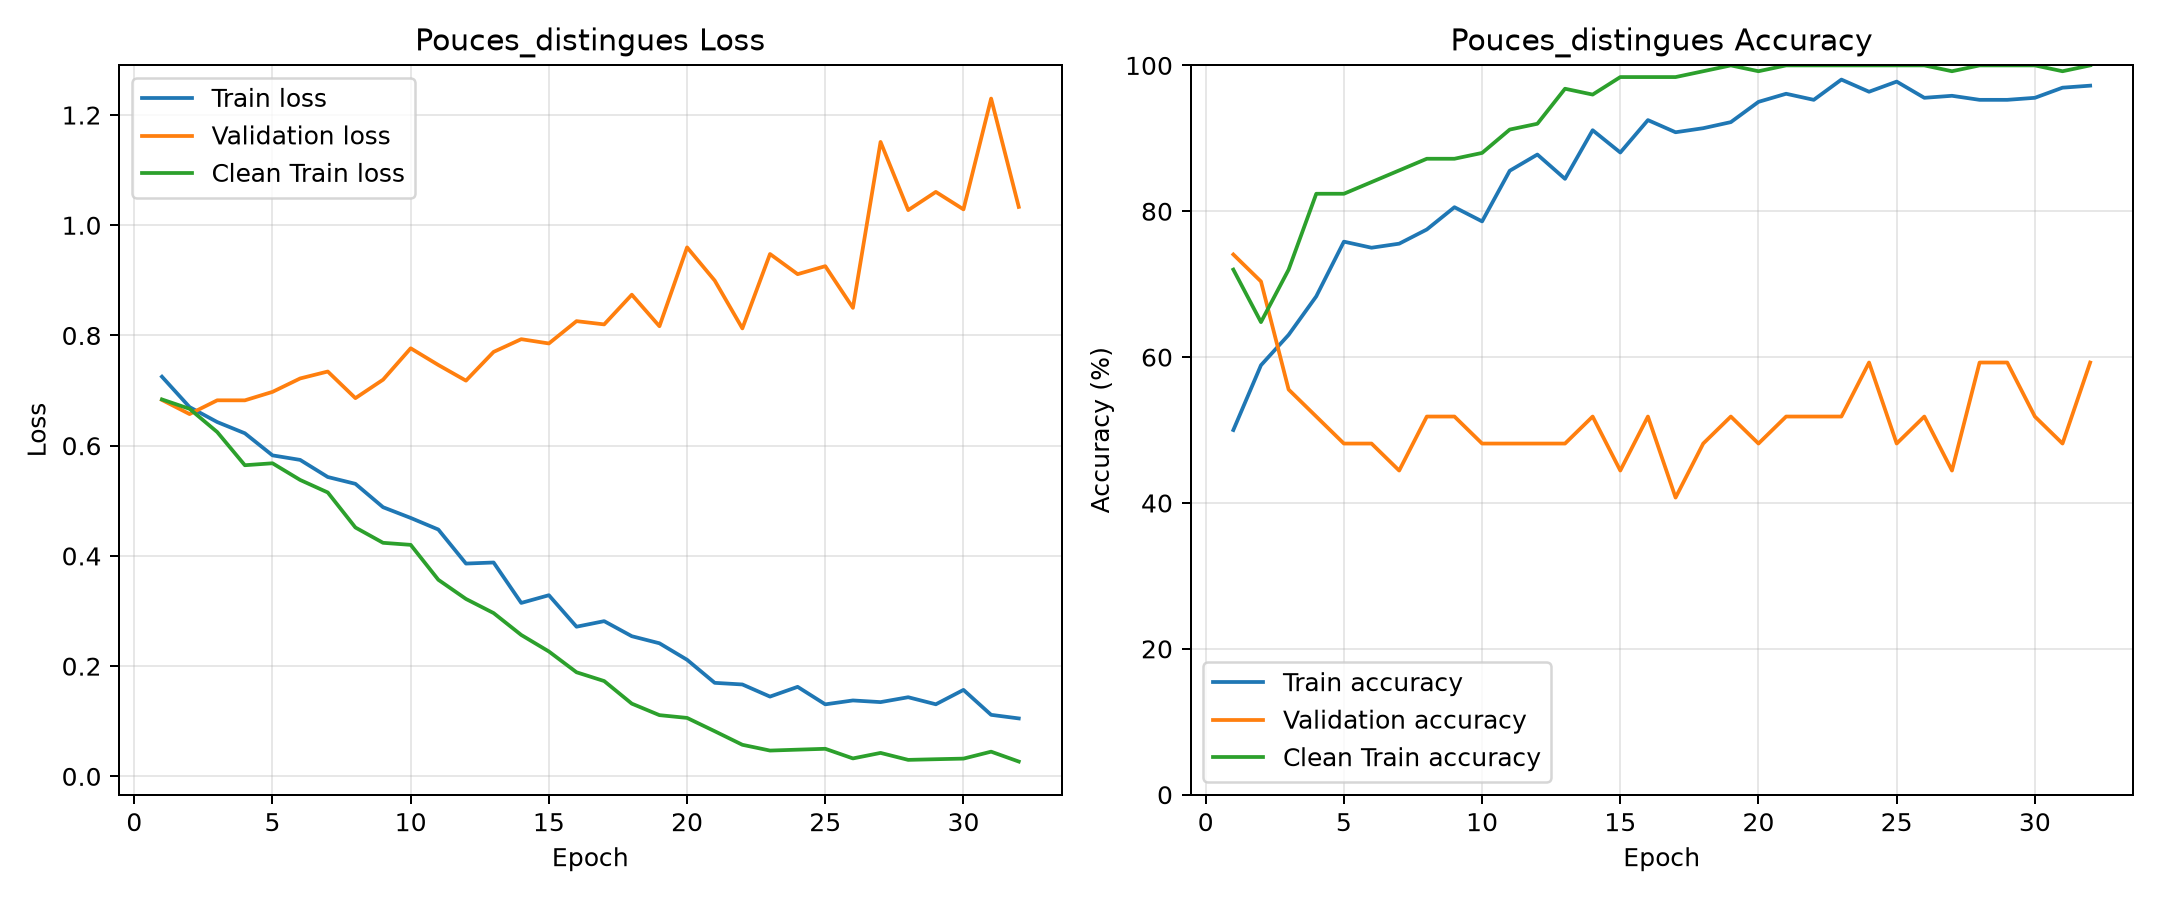 Pouces_distingues Loss
Train loss
Validation loss
Clean Train loss
1.2
1.0
0.8
0.6
0.4
0.2
0.0
Loss
0 5 10 15 20 25 30
Epoch
Pouces_distingues Accuracy
100
80
60
40
20
0
Accuracy (%)
Train accuracy
Validation accuracy
Clean Train accuracy
0 5 10 15 20 25 30
Epoch